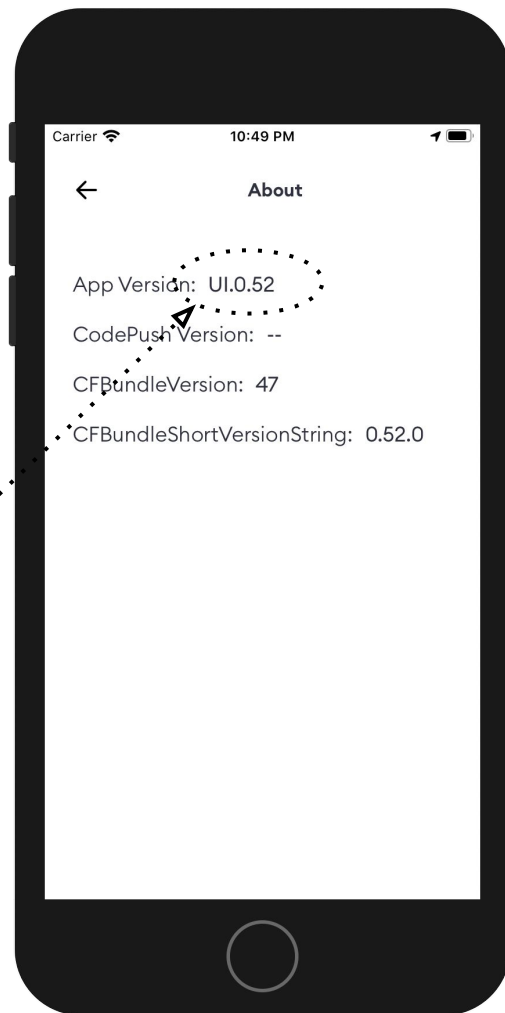 Carrier 10:49 PM
About
App Version: UI.0.52
CodePush Version: --
CFBundleVersion: 47
CFBundleShortVersionString: 0.52.0